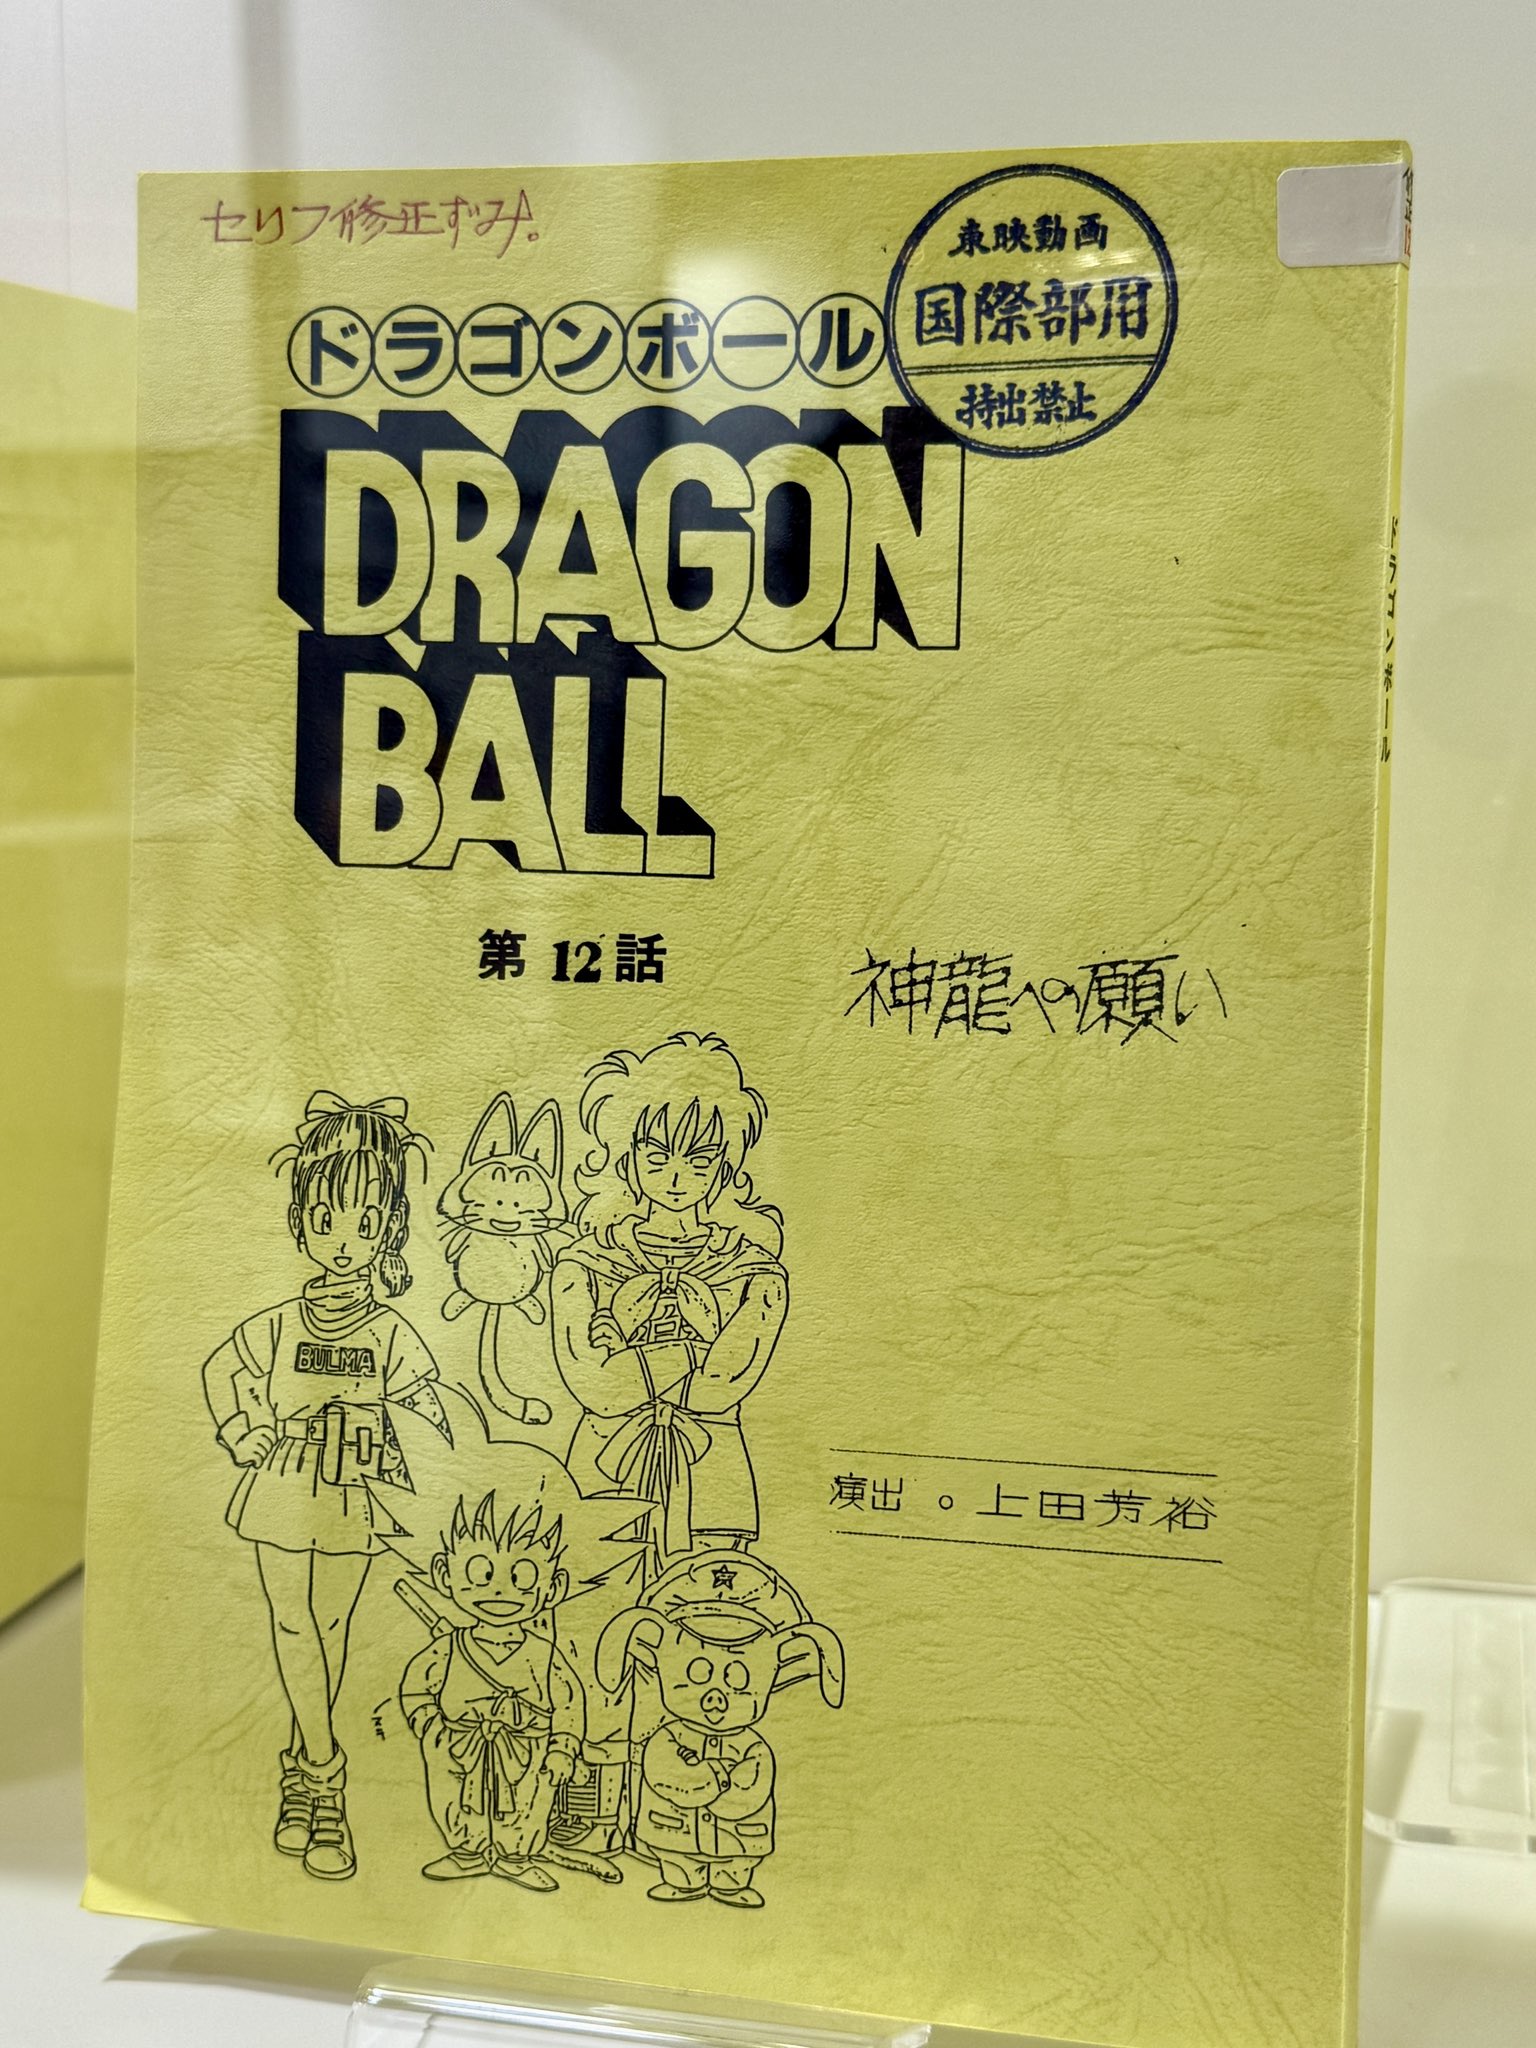 セリフ修正ずみ。
東映動画
国際部用
持出禁止
ドラゴンボール
DRAGON
BALL
第12話
神龍への願い
BULMA
演出。上田芳裕
ドラゴンボール